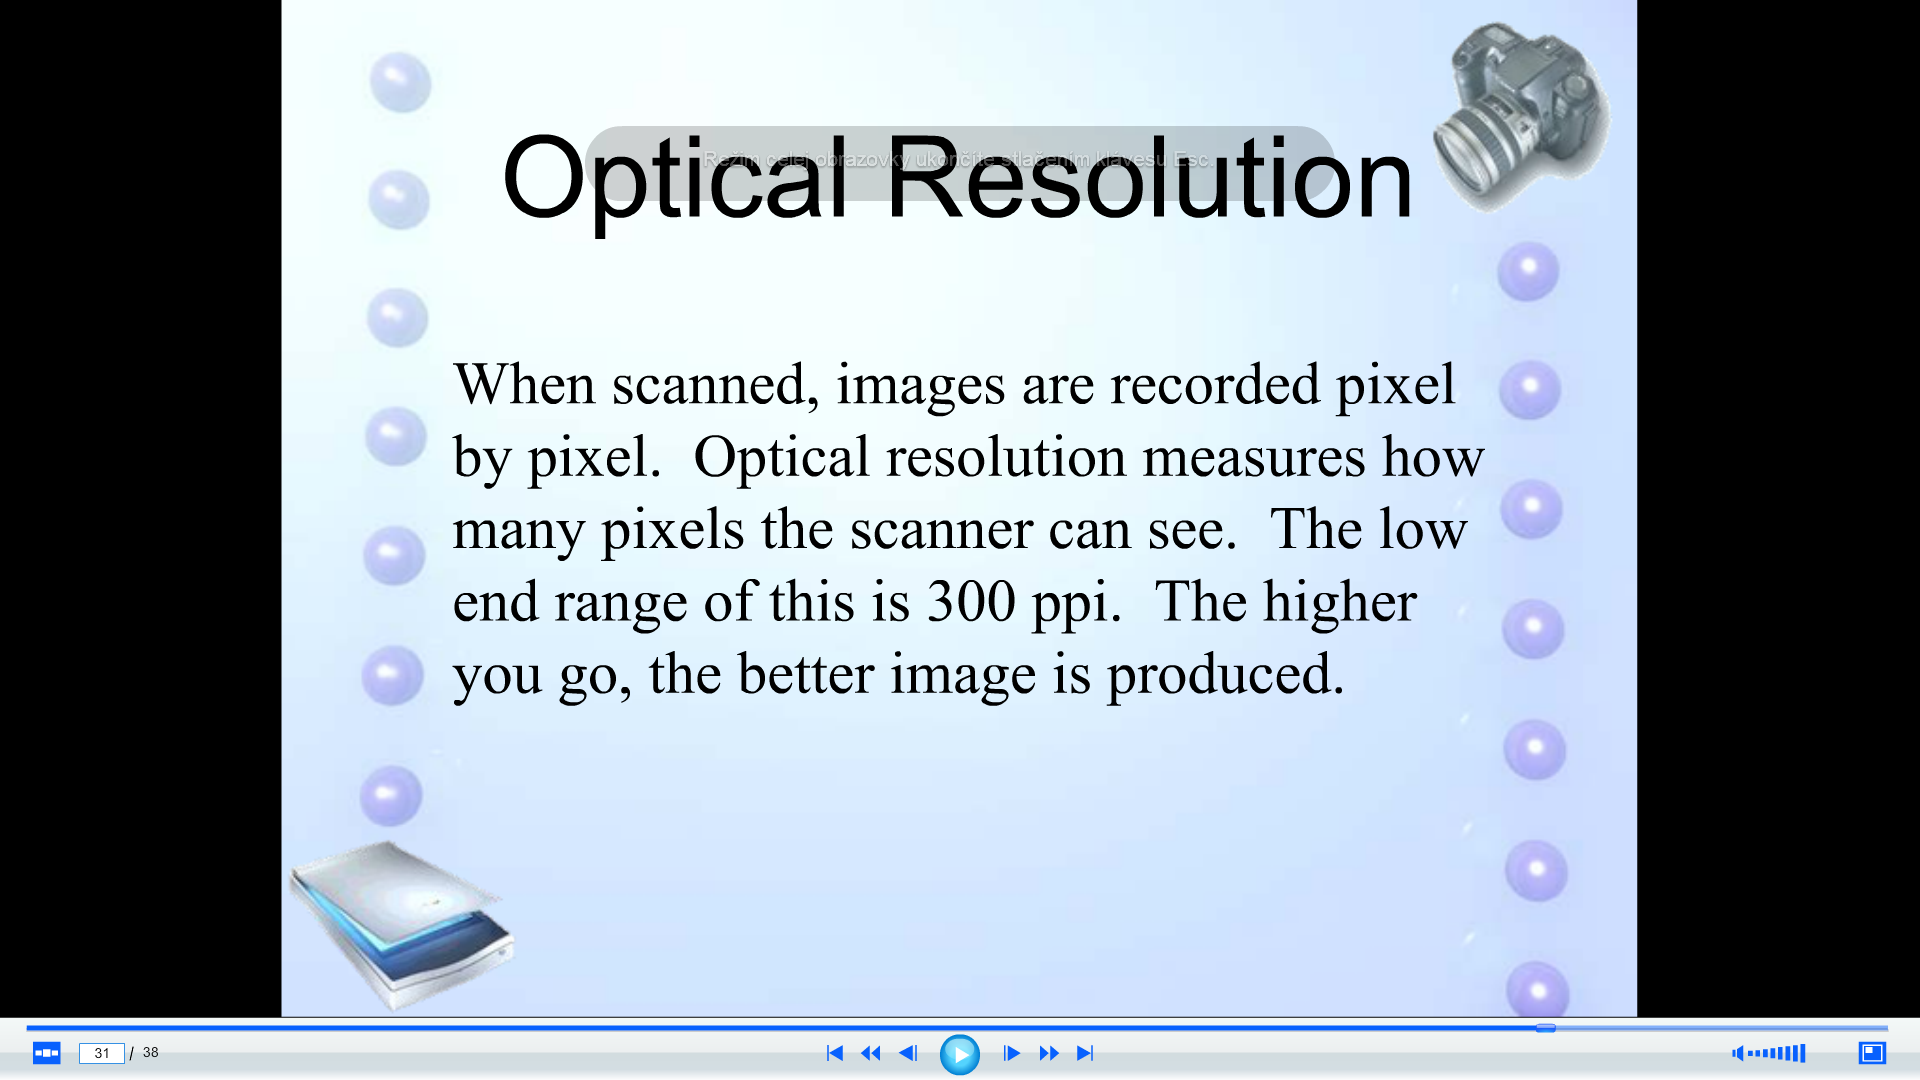 Režim celej obrazovky ukončíte stlačením klávesu Esc.
Optical Resolution
When scanned, images are recorded pixel
by pixel. Optical resolution measures how
many pixels the scanner can see. The low
end range of this is 300 ppi. The higher
you go, the better image is produced.
31 / 38